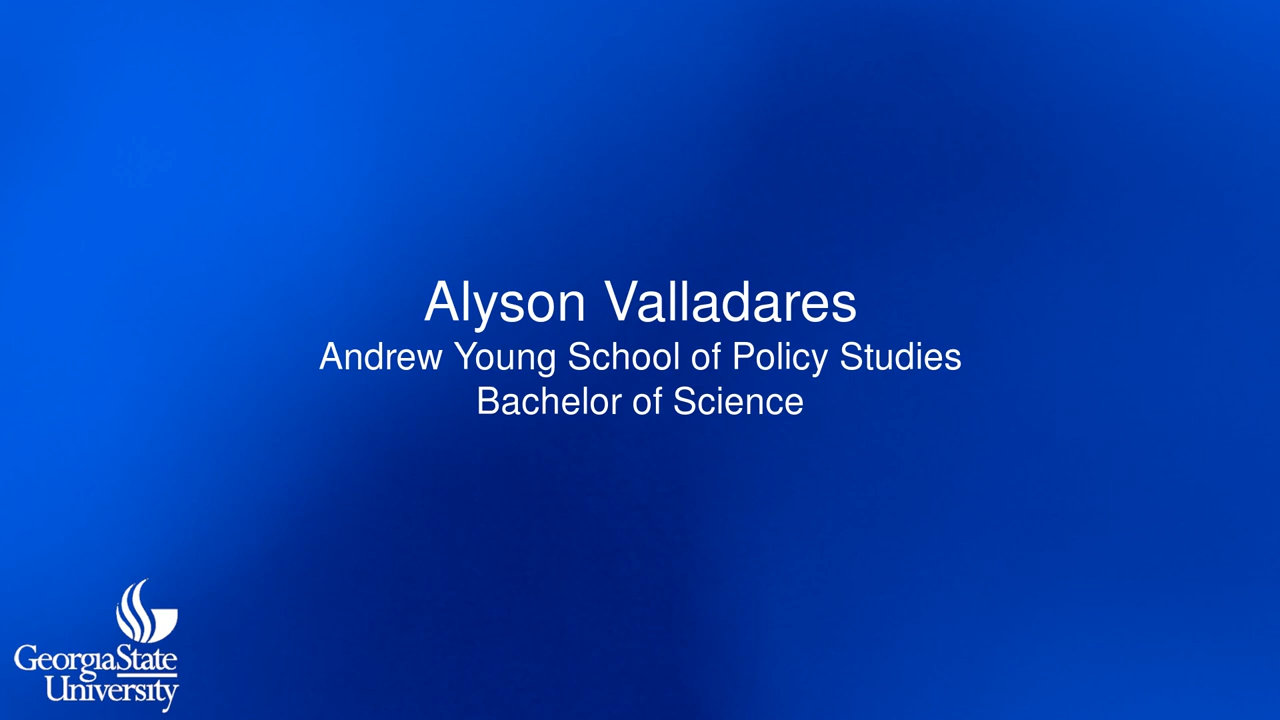 Alyson Valladares
Andrew Young School of Policy Studies
Bachelor of Science
GeorgiaState
University